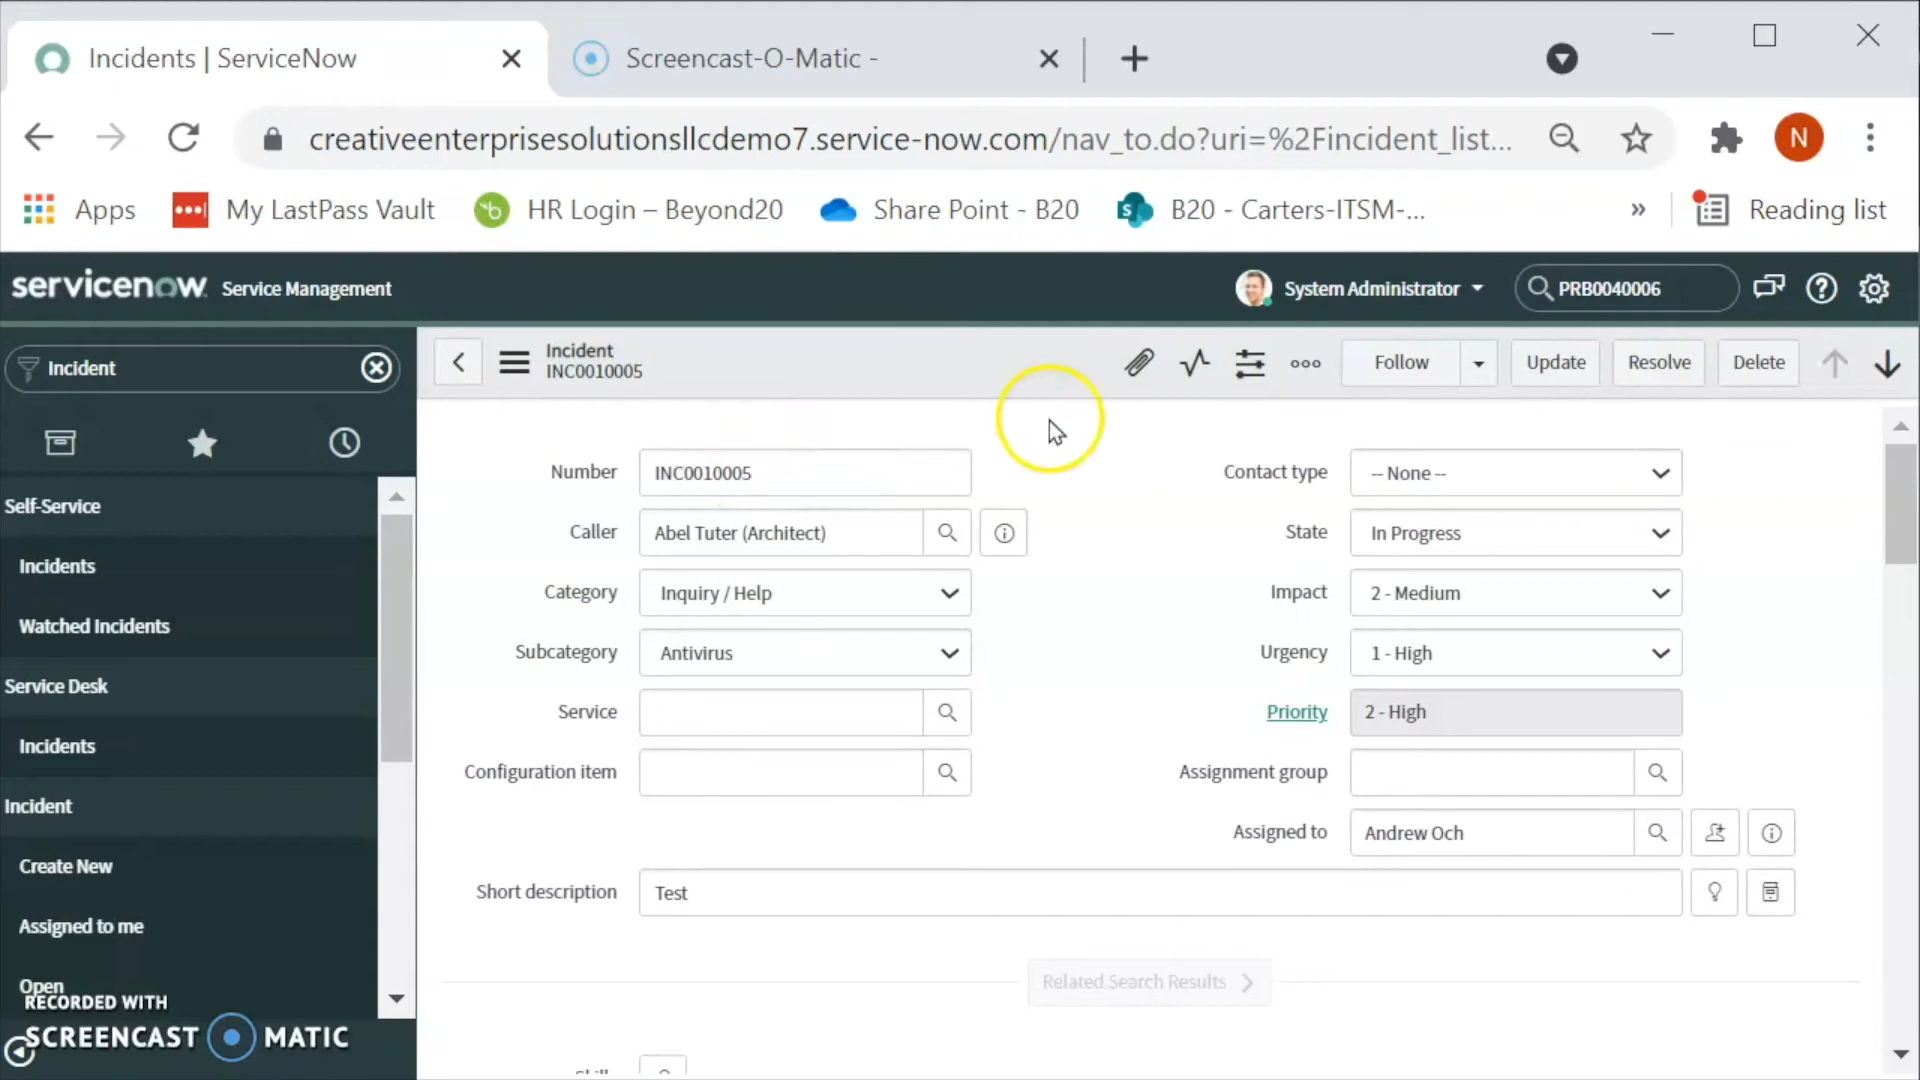 Incidents | ServiceNow
Screencast-O-Matic -
creativeenterprisesolutionsllcdemo7.service-now.com/nav_to.do?uri=%2Fincident_list...
N
Apps
My LastPass Vault
HR Login – Beyond20
Share Point - B20
B20 - Carters-ITSM-...
»
Reading list
servicenow. Service Management
System Administrator
PRB0040006
Incident
Incident
INC0010005
Follow
Update
Resolve
Delete
Self-Service
Incidents
Watched Incidents
Service Desk
Incidents
Incident
Create New
Assigned to me
Open
Number
INC0010005
Contact type
-- None --
Caller
Abel Tuter (Architect)
State
In Progress
Category
Inquiry / Help
Impact
2 - Medium
Subcategory
Antivirus
Urgency
1 - High
Service
Priority
2 - High
Configuration item
Assignment group
Assigned to
Andrew Och
Short description
Test
Related Search Results
RECORDED WITH
SCREENCAST MATIC